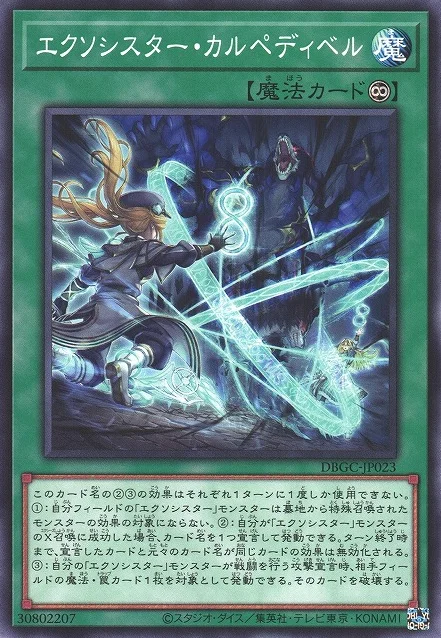 エクソシスター・カルペディベル
魔
【魔法カード】
DBGC-JP023
このカード名の②③の効果はそれぞれ1ターンに1度しか使用できない。
①:自分フィールドの「エクソシスター」モンスターは墓地から特殊召喚された
モンスターの効果の対象にならない。②:自分が「エクソシスター」モンスター
のX召喚に成功した場合、カード名を1つ宣言して発動できる。ターン終了時
まで、宣言したカードと元々のカード名が同じカードの効果は無効化される。
③:自分の「エクソシスター」モンスターが戦闘を行う攻撃宣言時、相手フィ
ールドの魔法・罠カード1枚を対象として発動できる。そのカードを破壊する。
30802207
©スタジオ・ダイス/集英社・テレビ東京・KONAMI